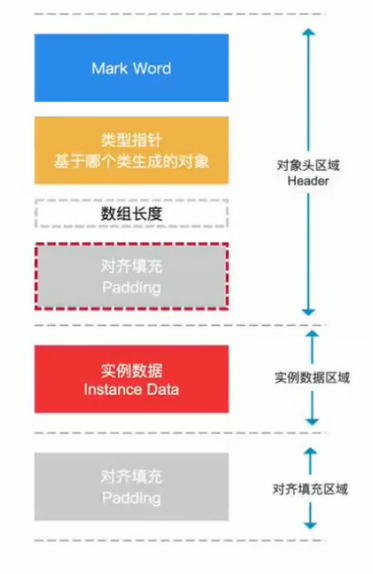 Mark Word
类型指针
基于哪个类生成的对象
数组长度
对齐填充
Padding
对象头区域
Header
实例数据
Instance Data
实例数据区域
对齐填充
Padding
对齐填充区域